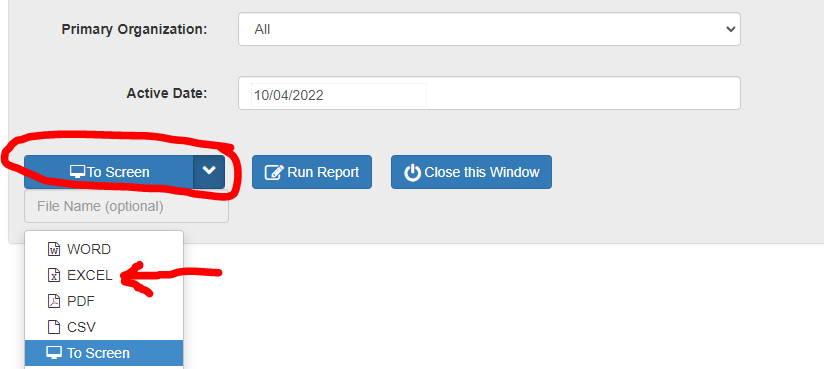 Primary Organization: All
Active Date: 10/04/2022
To Screen Run Report Close this Window
File Name (optional)
WORD
EXCEL
PDF
CSV
To Screen